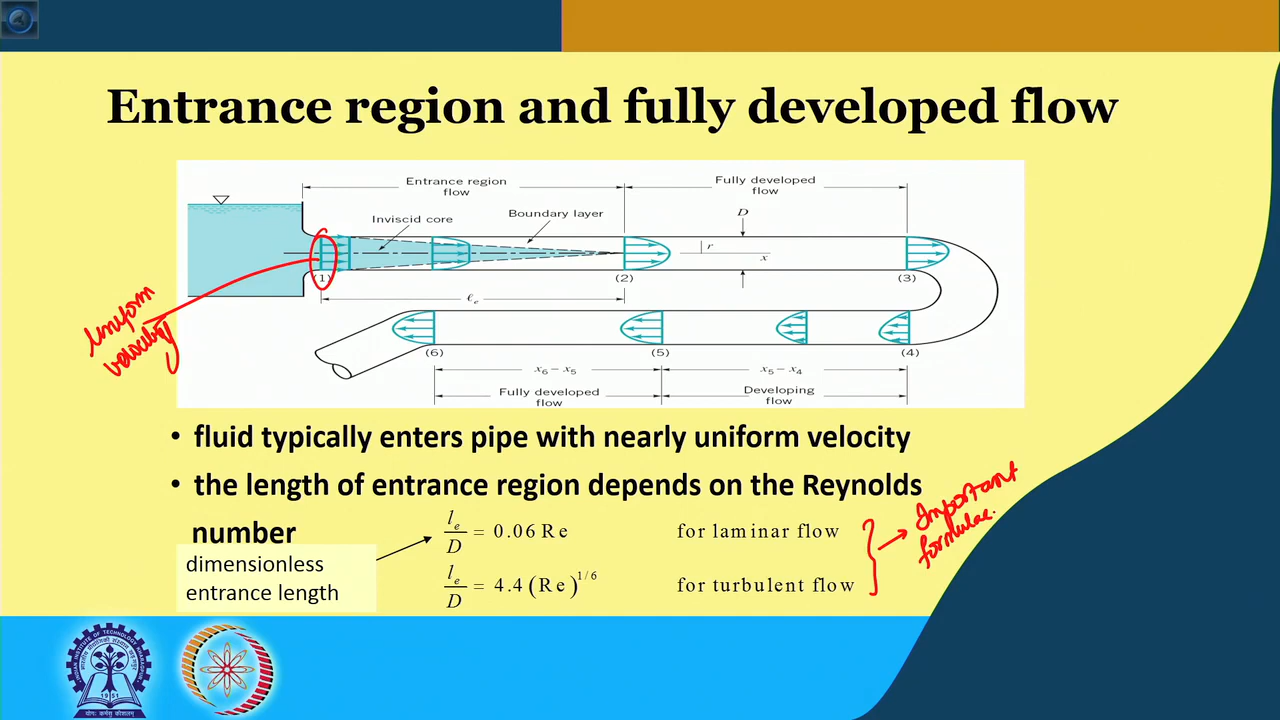 Entrance region and fully developed flow
Entrance region
flow
Fully developed
flow
Inviscid core
Boundary layer
D
r
x
(1)
(2)
(3)
ℓe
Uniform
velocity
(6)
(5)
(4)
x6 – x5
x5 – x4
Fully developed
flow
Developing
flow
• fluid typically enters pipe with nearly uniform velocity
• the length of entrance region depends on the Reynolds
number
dimensionless
entrance length
le/D = 0.06 Re for laminar flow
le/D = 4.4 (Re)^1/6 for turbulent flow
Important
formulae.
1951